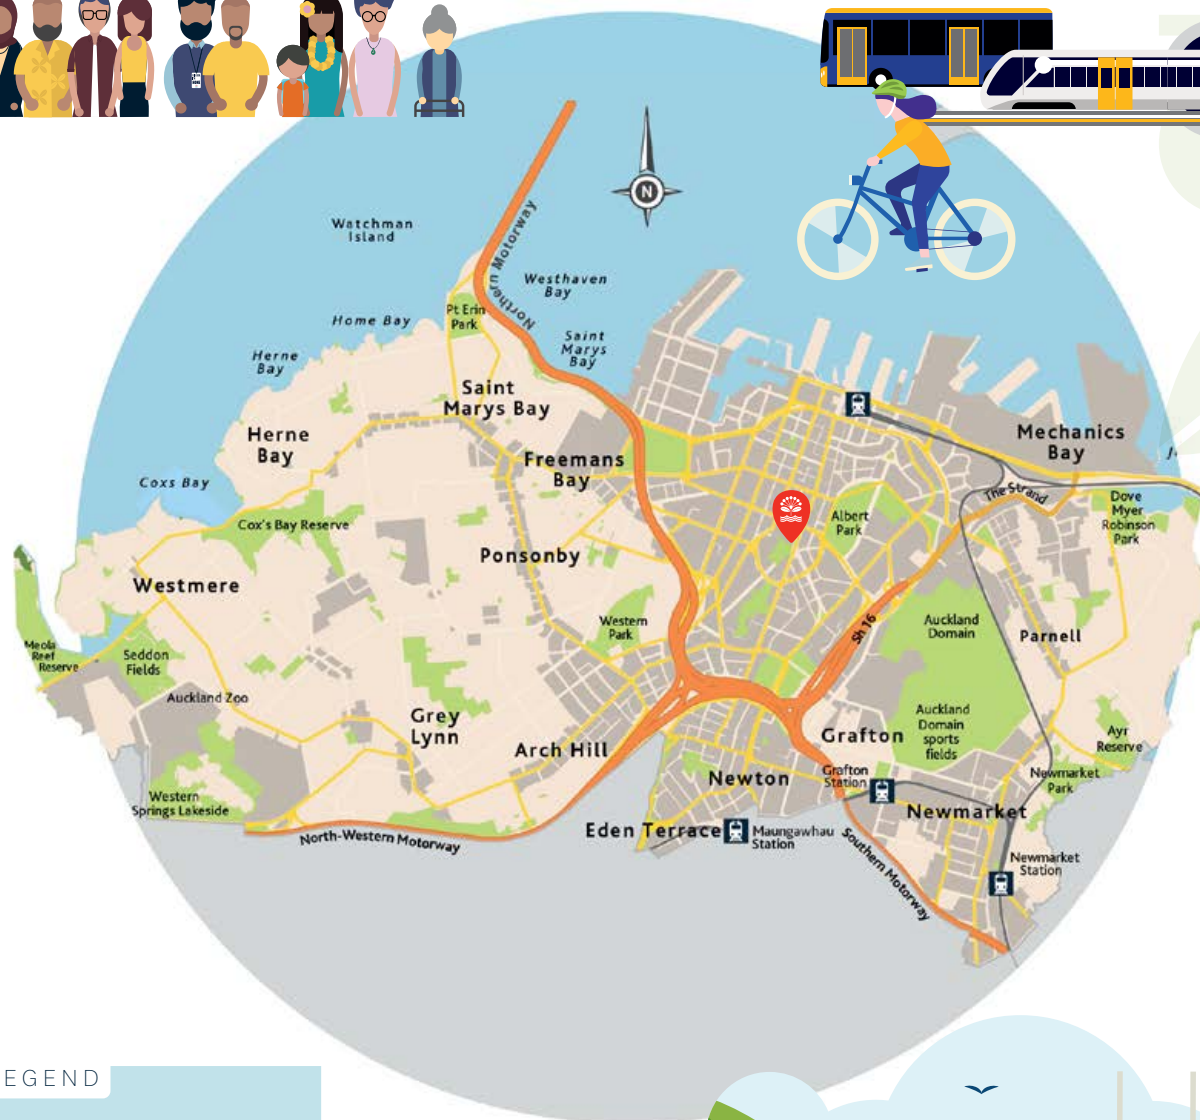 N
Watchman
Island
Northern Motorway
Westhaven
Bay
Pt Erin
Park
Home Bay
Saint
Marys
Bay
Herne
Bay
Saint
Marys Bay
Herne
Bay
Freemans
Bay
Mechanics
Bay
Coxs Bay
The Strand
Dove
Myer
Robinson
Park
Cox's Bay Reserve
Albert
Park
Ponsonby
Westmere
Western
Park
Sh 16
Auckland
Domain
Parnell
Meola
Reef
Reserve
Seddon
Fields
Auckland Zoo
Grey
Lynn
Arch Hill
Grafton
Auckland
Domain
sports
fields
Ayr
Reserve
Newton
Grafton
Station
Newmarket
Park
Western
Springs Lakeside
Newmarket
North-Western Motorway
Eden Terrace
Maungawhau
Station
Southern Motorway
Newmarket
Station
EGEND